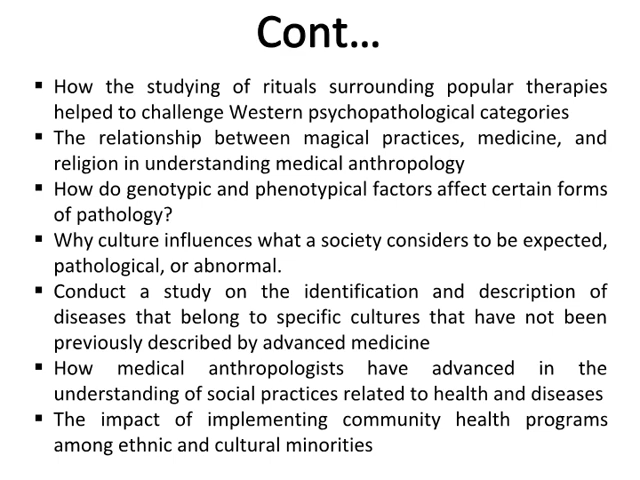 Cont...
▪ How the studying of rituals surrounding popular therapies
helped to challenge Western psychopathological categories
▪ The relationship between magical practices, medicine, and
religion in understanding medical anthropology
▪ How do genotypic and phenotypical factors affect certain forms
of pathology?
▪ Why culture influences what a society considers to be expected,
pathological, or abnormal.
▪ Conduct a study on the identification and description of
diseases that belong to specific cultures that have not been
previously described by advanced medicine
▪ How medical anthropologists have advanced in the
understanding of social practices related to health and diseases
▪ The impact of implementing community health programs
among ethnic and cultural minorities